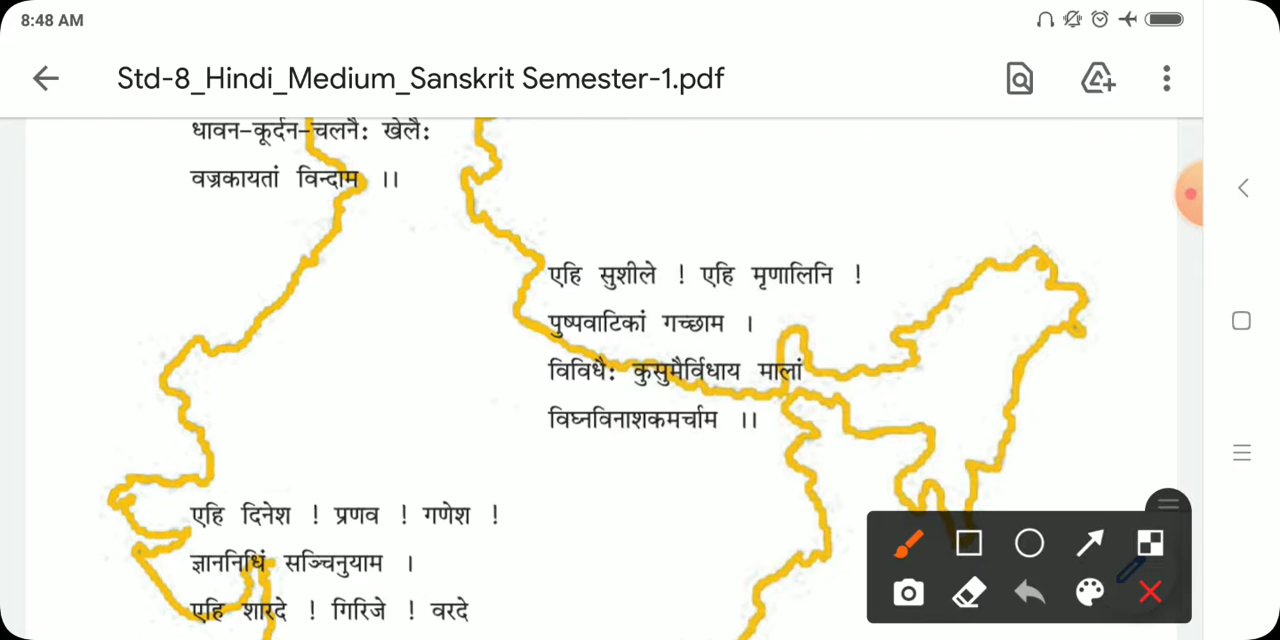 8:48 AM
Std-8_Hindi_Medium_Sanskrit Semester-1.pdf
धावन-कूर्दन-चलनैः खेलैः
वज्रकायतां विन्दाम ।।
एहि सुशीले ! एहि मृणालिनि !
पुष्पवाटिकां गच्छाम ।
विविधैः कुसुमैर्विधाय मालां
विघ्नविनाशकमर्चाम ।।
एहि दिनेश ! प्रणव ! गणेश !
ज्ञाननिधिं सञ्चिनुयाम ।
एहि शारदे ! गिरिजे ! वरदे